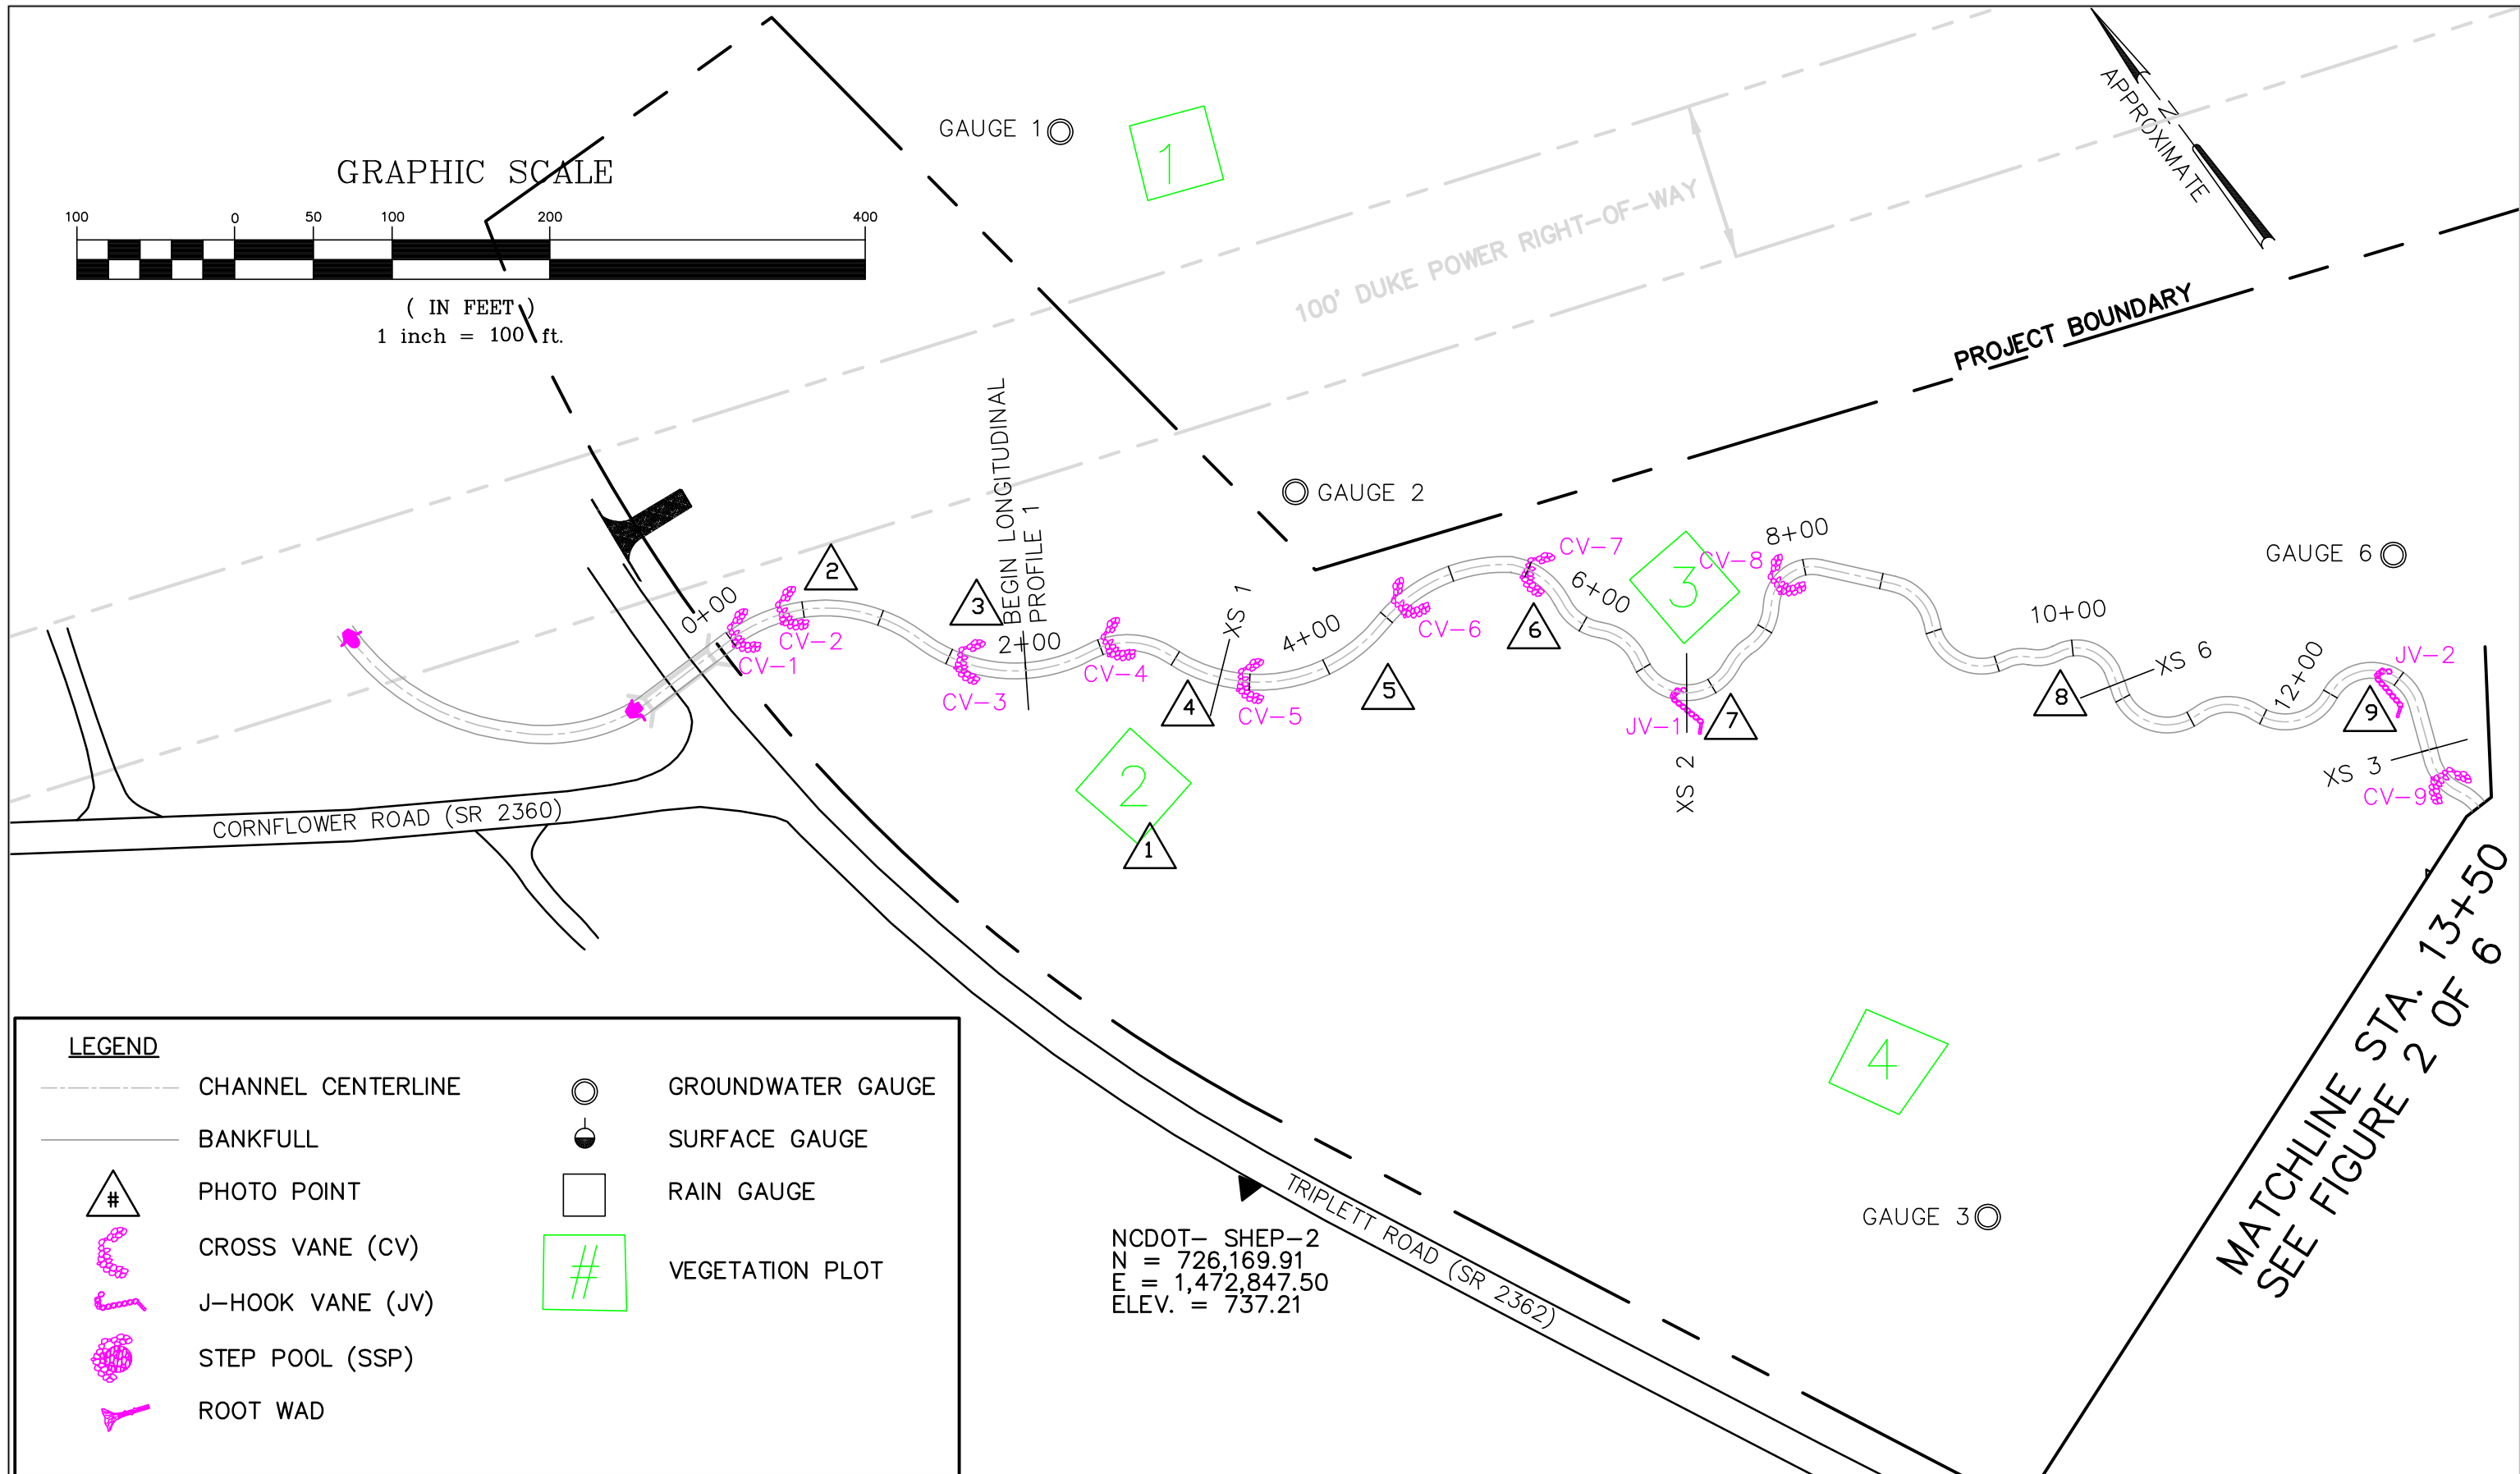 GAUGE 1
1
N
APPROXIMATE
GRAPHIC SCALE
100 0 50 100 200 400
( IN FEET )
1 inch = 100 ft.
100' DUKE POWER RIGHT-OF-WAY
PROJECT BOUNDARY
BEGIN LONGITUDINAL
PROFILE 1
GAUGE 2
GAUGE 6
0+00
CV-1
CV-2
2
3
CV-3
2+00
CV-4
4
XS 1
CV-5
4+00
5
CV-6
CV-7
6
6+00
3
CV-8
8+00
JV-1
XS 2
7
10+00
8
XS 6
12+00
JV-2
9
XS 3
CV-9
2
1
CORNFLOWER ROAD (SR 2360)
4
GAUGE 3
MATCHLINE STA. 13+50
SEE FIGURE 2 OF 6
TRIPLETT ROAD (SR 2362)
NCDOT- SHEP-2
N = 726,169.91
E = 1,472,847.50
ELEV. = 737.21
LEGEND
CHANNEL CENTERLINE
BANKFULL
# PHOTO POINT
CROSS VANE (CV)
J-HOOK VANE (JV)
STEP POOL (SSP)
ROOT WAD
GROUNDWATER GAUGE
SURFACE GAUGE
RAIN GAUGE
# VEGETATION PLOT